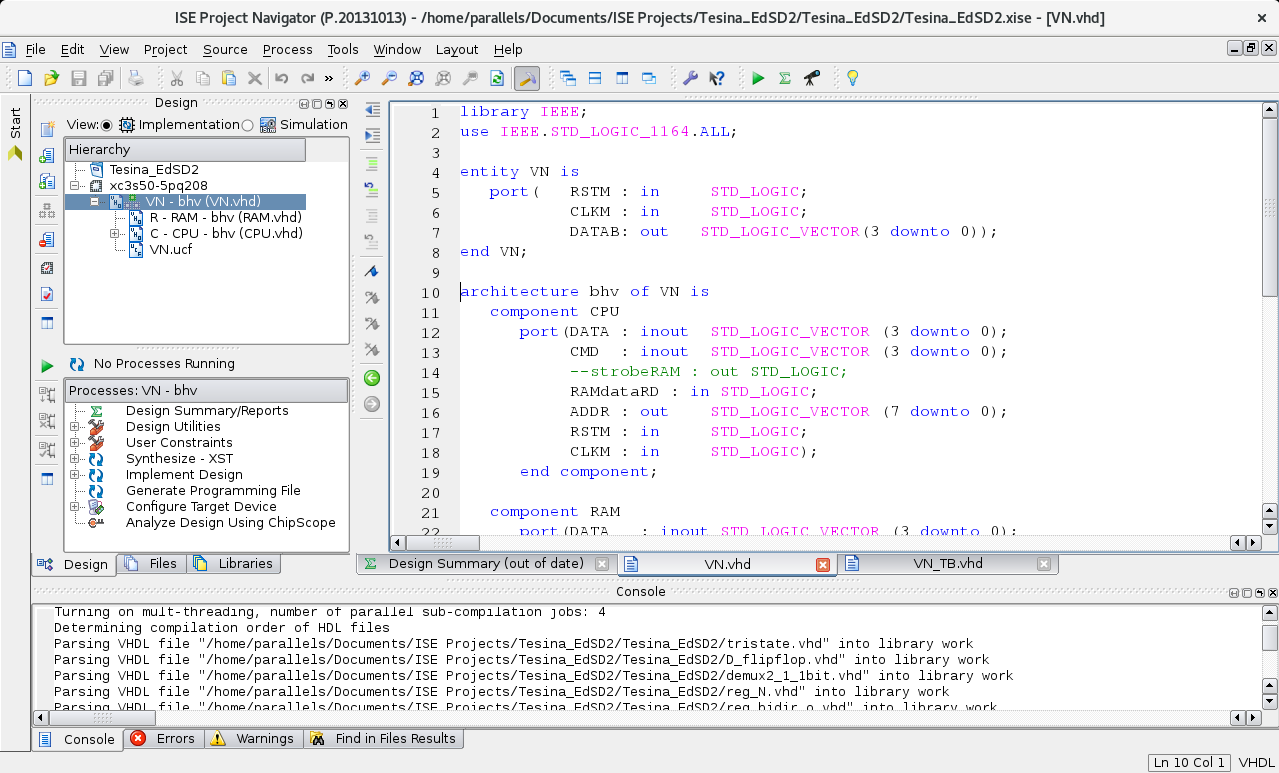 ISE Project Navigator (P.20131013) - /home/parallels/Documents/ISE Projects/Tesina_EdSD2/Tesina_EdSD2/Tesina_EdSD2.xise - [VN.vhd]
File Edit View Project Source Process Tools Window Layout Help
Start
Design
View: Implementation Simulation
Hierarchy
Tesina_EdSD2
xc3s50-5pq208
VN - bhv (VN.vhd)
R - RAM - bhv (RAM.vhd)
C - CPU - bhv (CPU.vhd)
VN.ucf
No Processes Running
Processes: VN - bhv
Design Summary/Reports
Design Utilities
User Constraints
Synthesize - XST
Implement Design
Generate Programming File
Configure Target Device
Analyze Design Using ChipScope
Design Files Libraries
1 library IEEE;
2 use IEEE.STD_LOGIC_1164.ALL;
3
4 entity VN is
5 port( RSTM : in STD_LOGIC;
6 CLKM : in STD_LOGIC;
7 DATAB: out STD_LOGIC_VECTOR(3 downto 0));
8 end VN;
9
10 architecture bhv of VN is
11 component CPU
12 port(DATA : inout STD_LOGIC_VECTOR (3 downto 0);
13 CMD : inout STD_LOGIC_VECTOR (3 downto 0);
14 --strobeRAM : out STD_LOGIC;
15 RAMdataRD : in STD_LOGIC;
16 ADDR : out STD_LOGIC_VECTOR (7 downto 0);
17 RSTM : in STD_LOGIC;
18 CLKM : in STD_LOGIC);
19 end component;
20
21 component RAM
22 port(DATA : inout STD_LOGIC_VECTOR (3 downto 0);
Design Summary (out of date) VN.vhd VN_TB.vhd
Console
Turning on mult-threading, number of parallel sub-compilation jobs: 4
Determining compilation order of HDL files
Parsing VHDL file "/home/parallels/Documents/ISE Projects/Tesina_EdSD2/Tesina_EdSD2/tristate.vhd" into library work
Parsing VHDL file "/home/parallels/Documents/ISE Projects/Tesina_EdSD2/Tesina_EdSD2/D_flipflop.vhd" into library work
Parsing VHDL file "/home/parallels/Documents/ISE Projects/Tesina_EdSD2/Tesina_EdSD2/demux2_1_1bit.vhd" into library work
Parsing VHDL file "/home/parallels/Documents/ISE Projects/Tesina_EdSD2/Tesina_EdSD2/reg_N.vhd" into library work
Parsing VHDL file "/home/parallels/Documents/ISE Projects/Tesina_EdSD2/Tesina_EdSD2/reg_bidir_o.vhd" into library work
Console Errors Warnings Find in Files Results
Ln 10 Col 1 VHDL